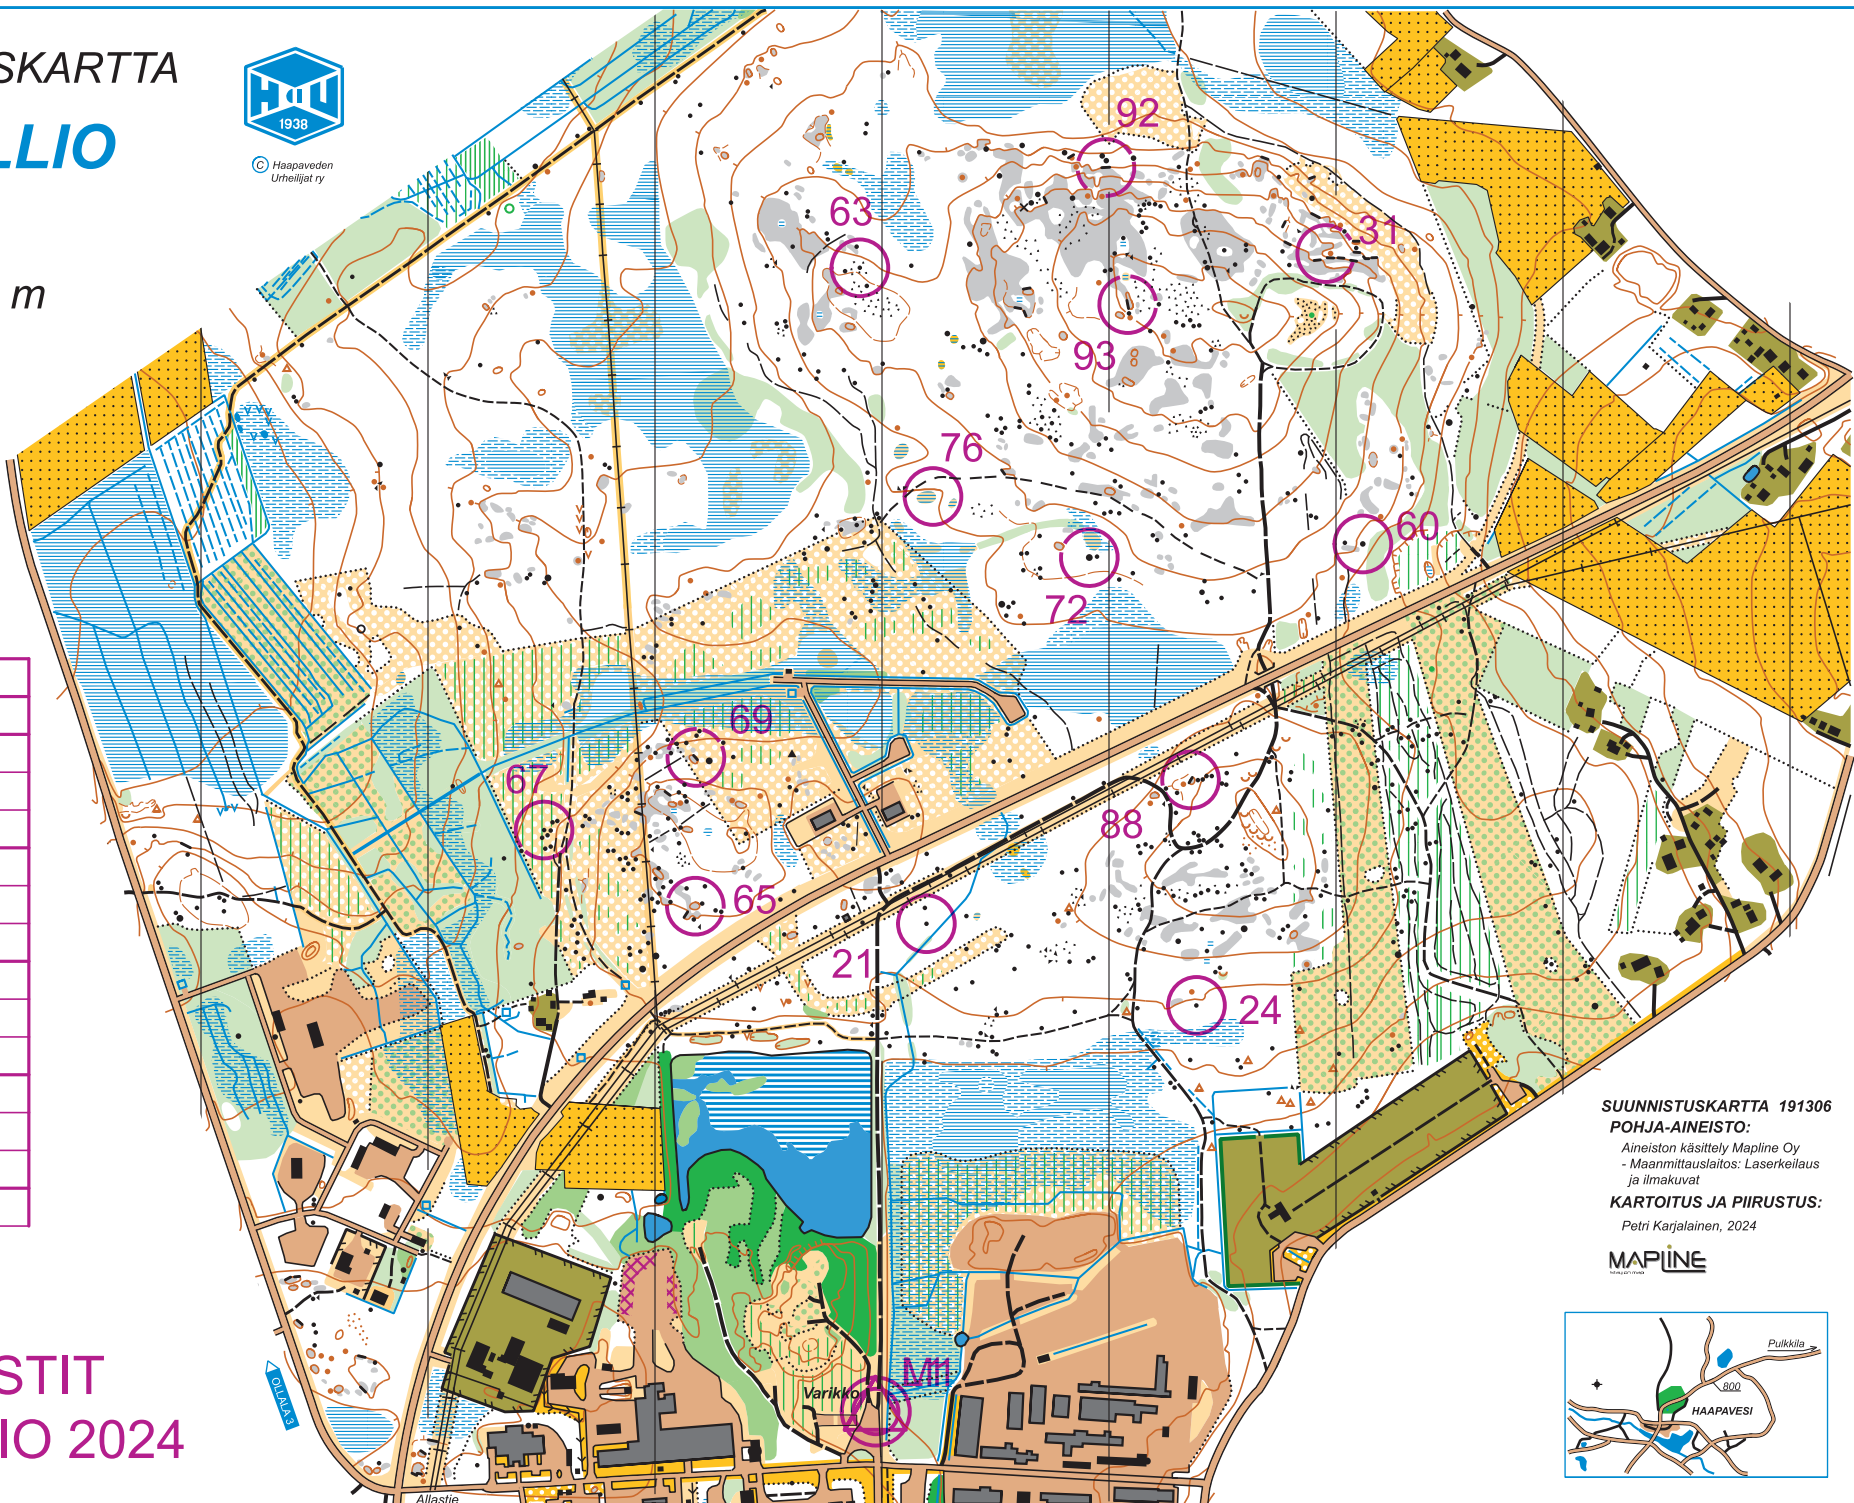 SKARTTA
LLIO
m
HU
1938
© Haapaveden
Urheilijat ry
92
63
31
93
76
60
72
69
67
88
65
21
24
M1
Varikko
OLLALA 3
STIT
IO 2024
Allastie
SUUNNISTUSKARTTA 191306
POHJA-AINEISTO:
Aineiston käsittely Mapline Oy
- Maanmittauslaitos: Laserkeilaus
ja ilmakuvat
KARTOITUS JA PIIRUSTUS:
Petri Karjalainen, 2024
MAPLINE
Pulkkila
800
HAAPAVESI